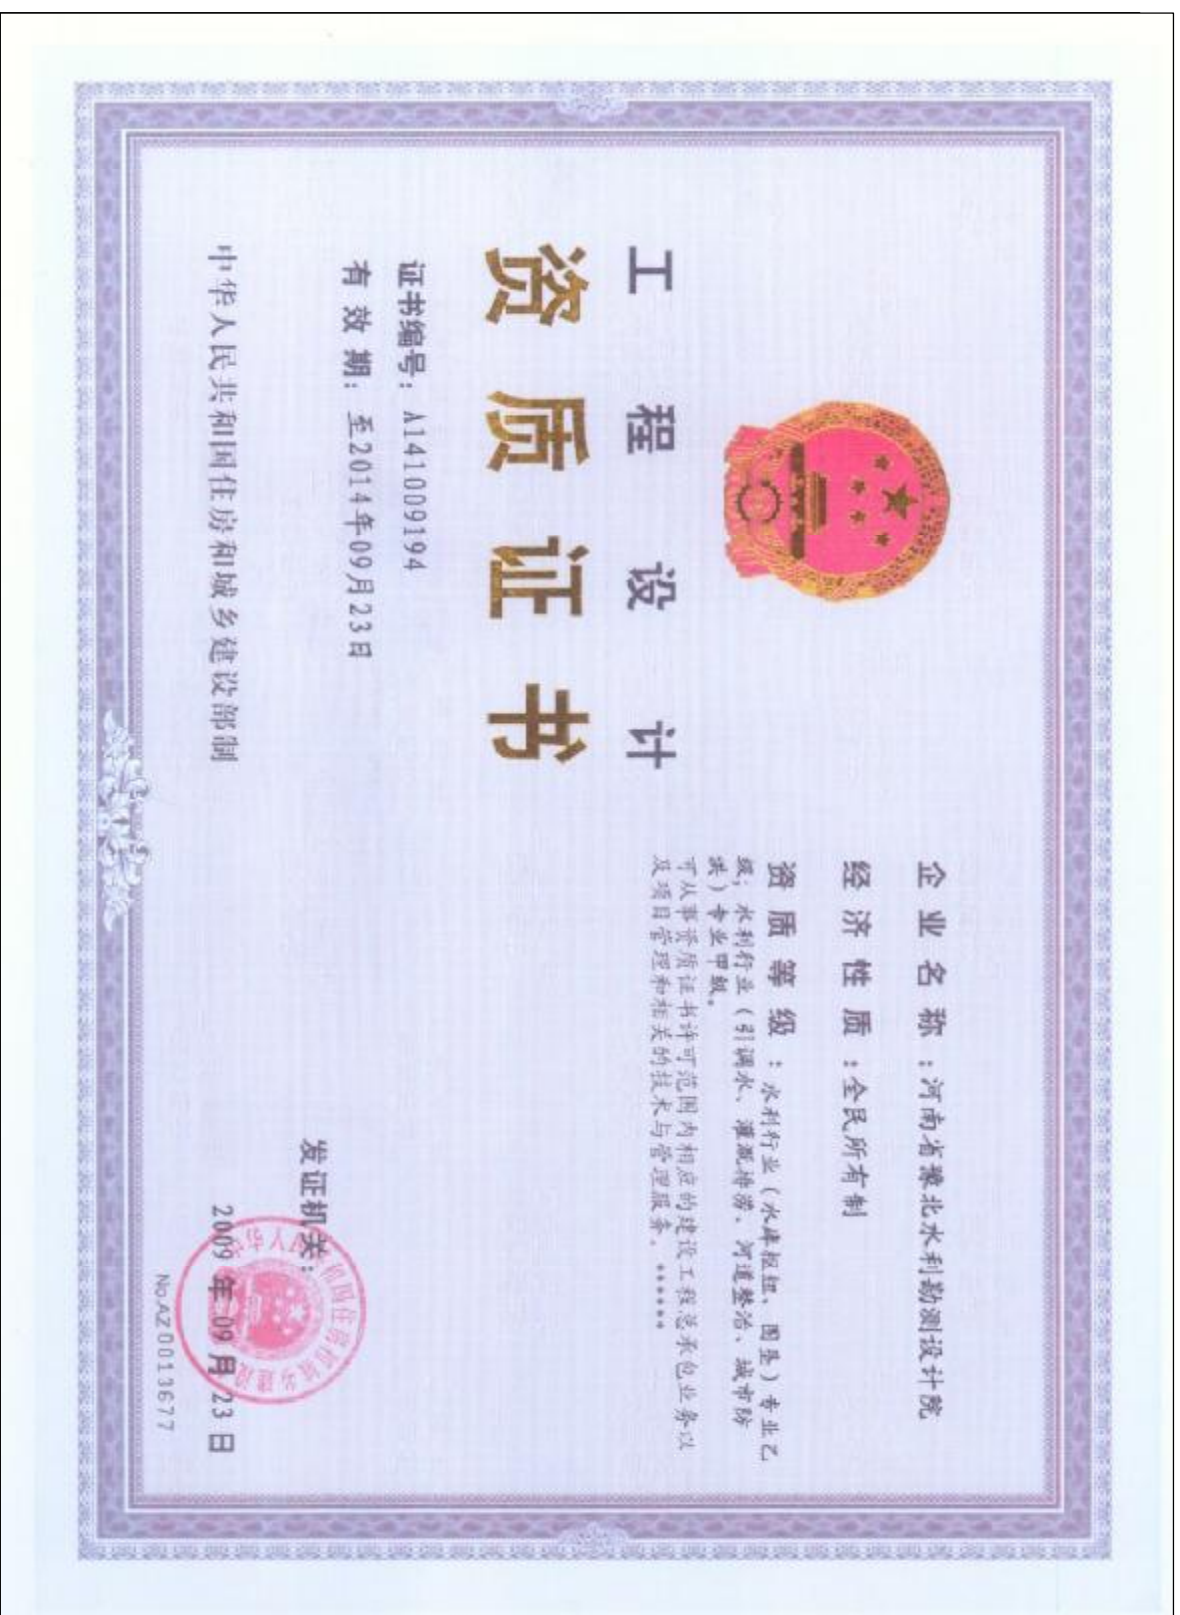 工程设计
资质证书
证书编号：A141009194
有 效 期：至2014年09月23日
中华人民共和国住房和城乡建设部制
企 业 名 称：河南省豫北水利勘测设计院
经 济 性 质：全民所有制
资 质 等 级：水利行业（水库枢纽、围垦）专业乙
级；水利行业（引调水、灌溉排涝、河道整治、城市防
洪）专业甲级。
可从事资质证书许可范围内相应的建设工程总承包业务以
及项目管理和相关的技术与管理服务。******
发证机关：
2009年09月23日
No.AZ0013677